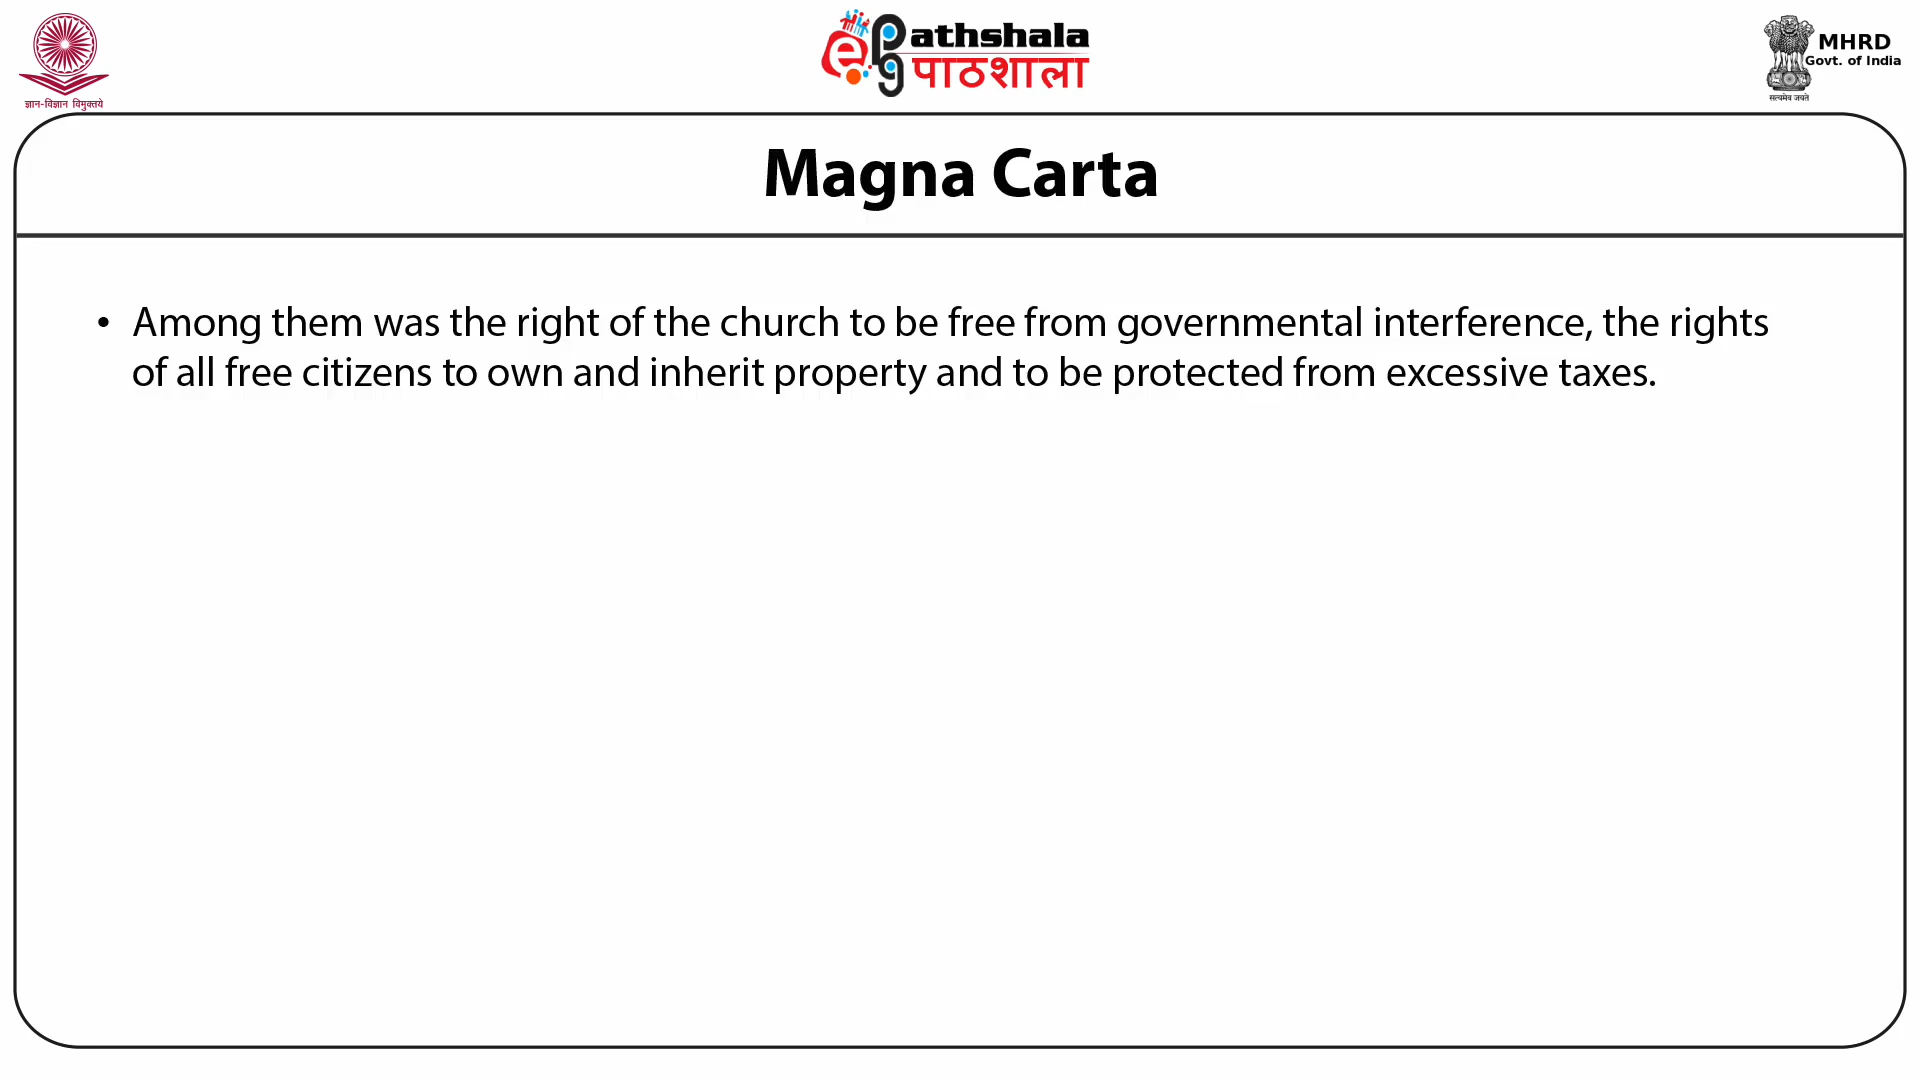 ज्ञान-विज्ञान विमुक्तये
e
pg
athshala
पाठशाला
MHRD
Govt. of India
सत्यमेव जयते
Magna Carta
• Among them was the right of the church to be free from governmental interference, the rights
of all free citizens to own and inherit property and to be protected from excessive taxes.